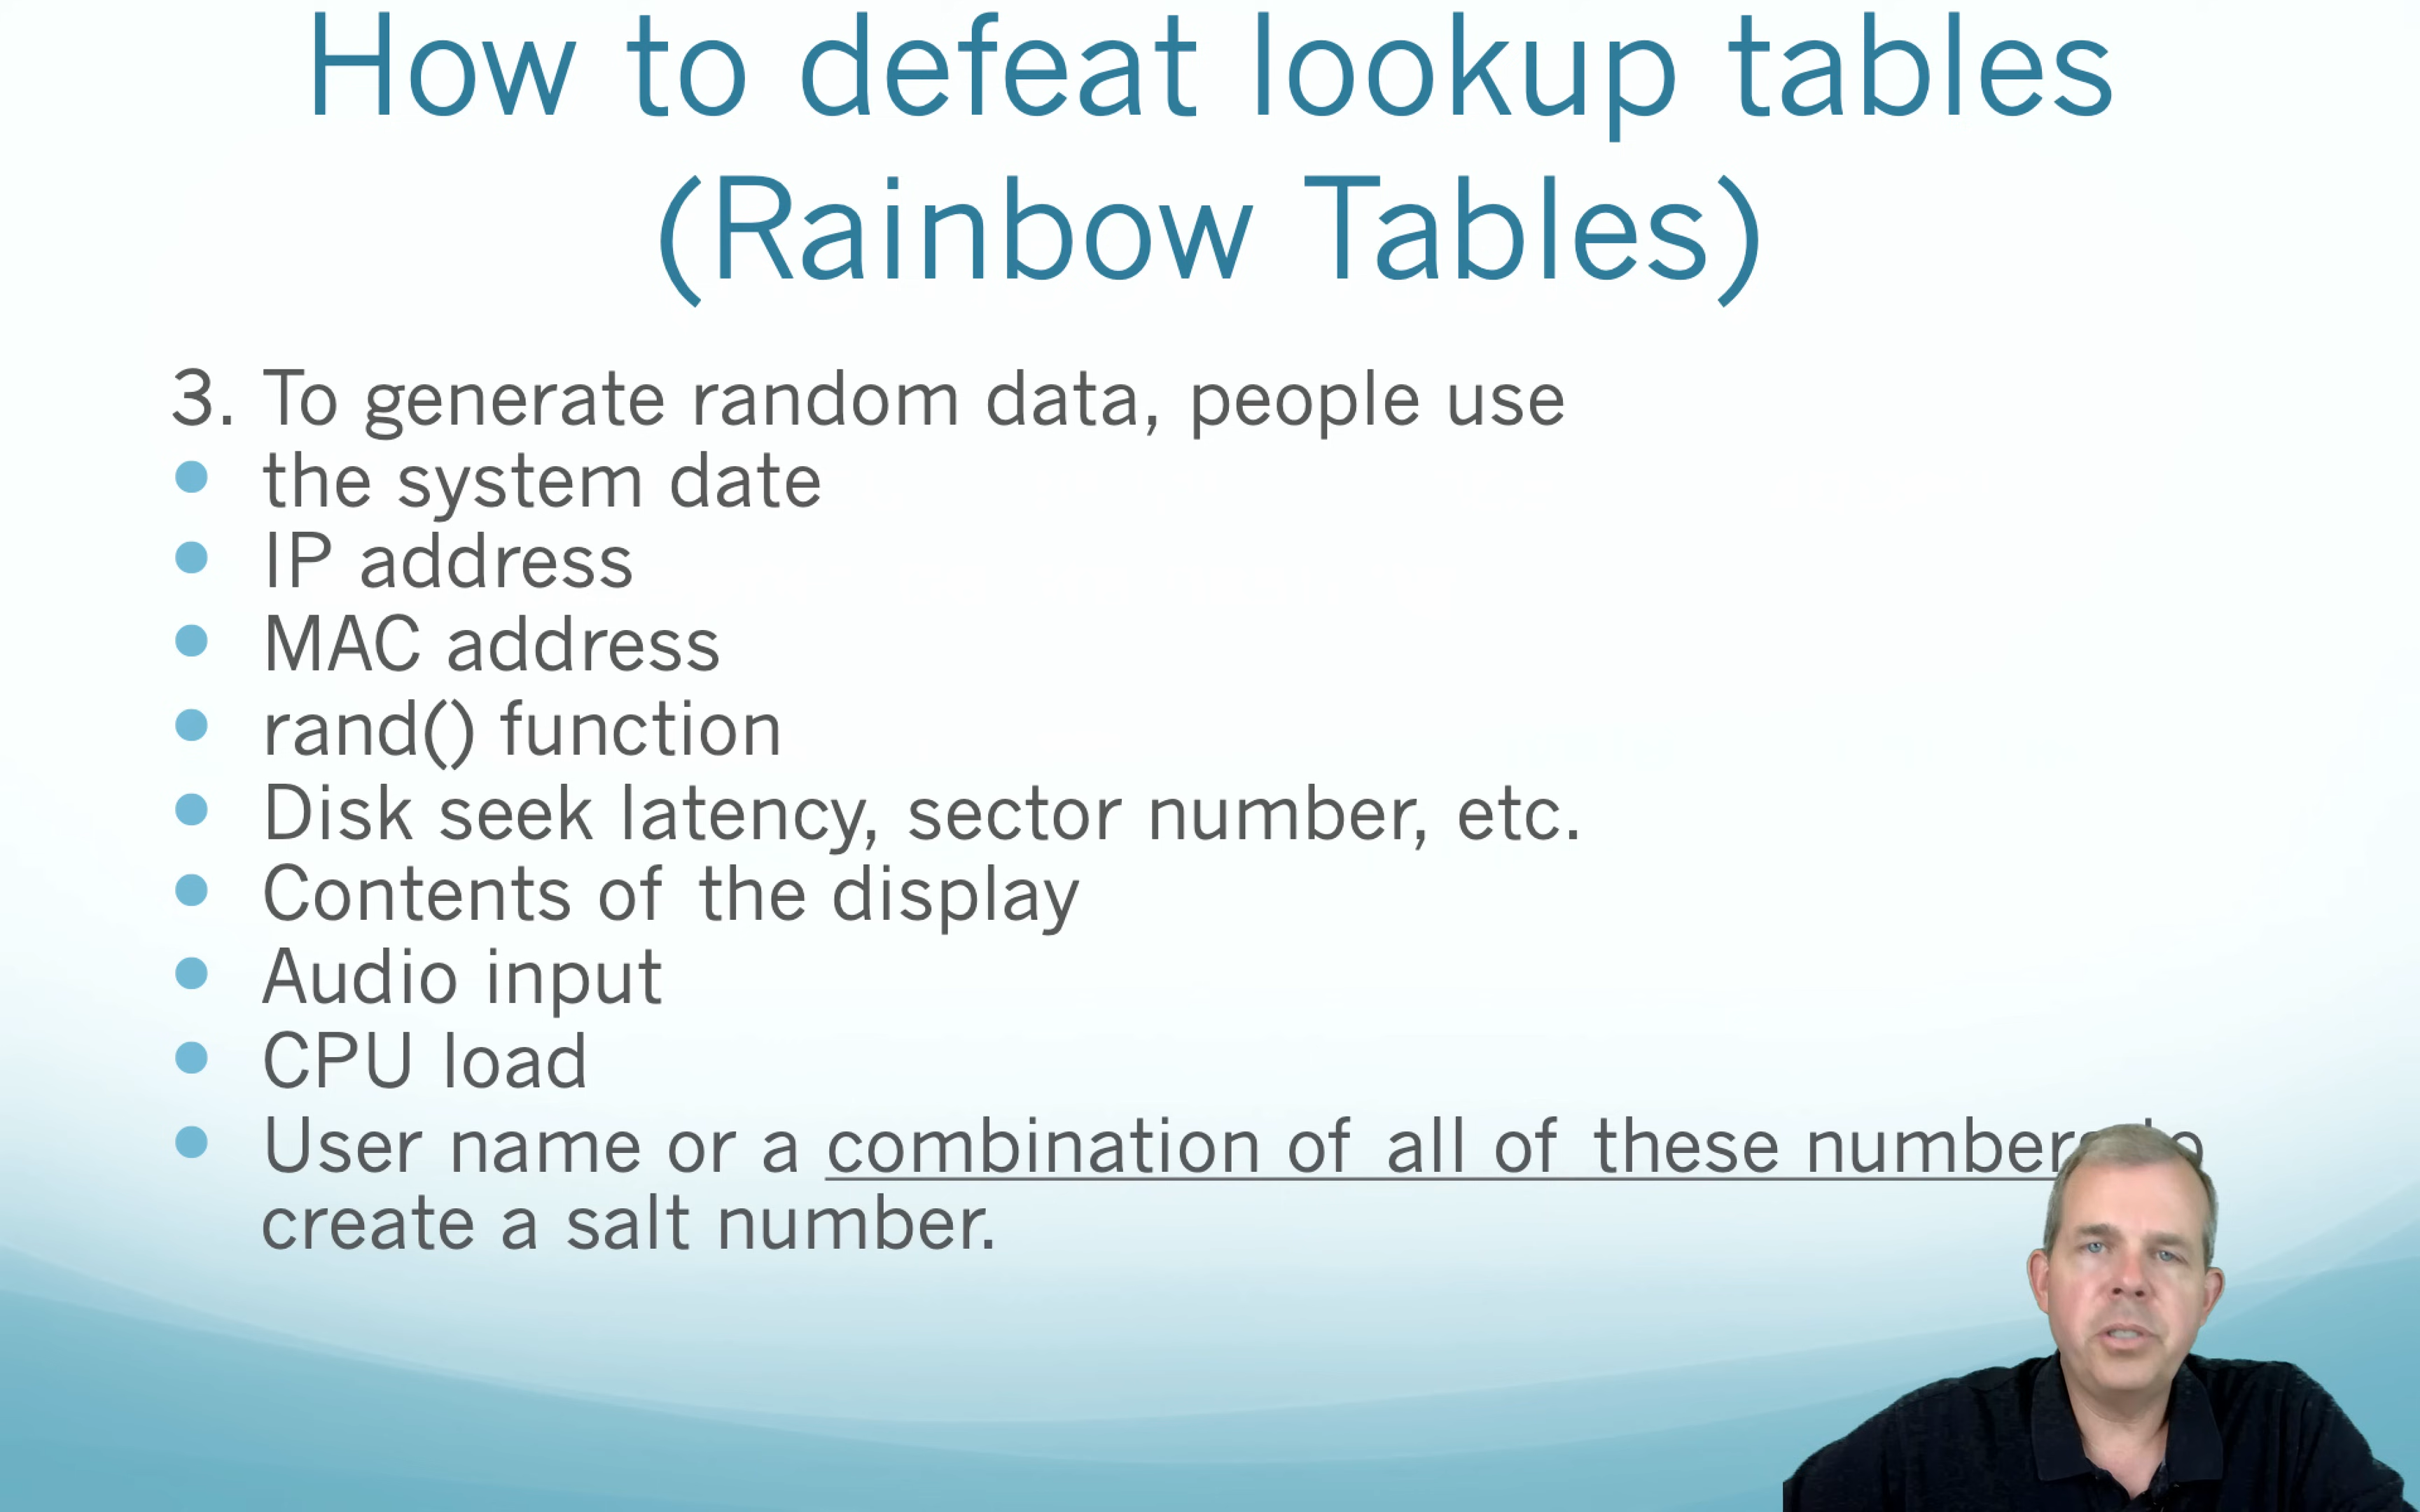 How to defeat lookup tables
(Rainbow Tables)
3. To generate random data, people use
the system date
IP address
MAC address
rand() function
Disk seek latency, sector number, etc.
Contents of the display
Audio input
CPU load
User name or a combination of all of these numbers to
create a salt number.